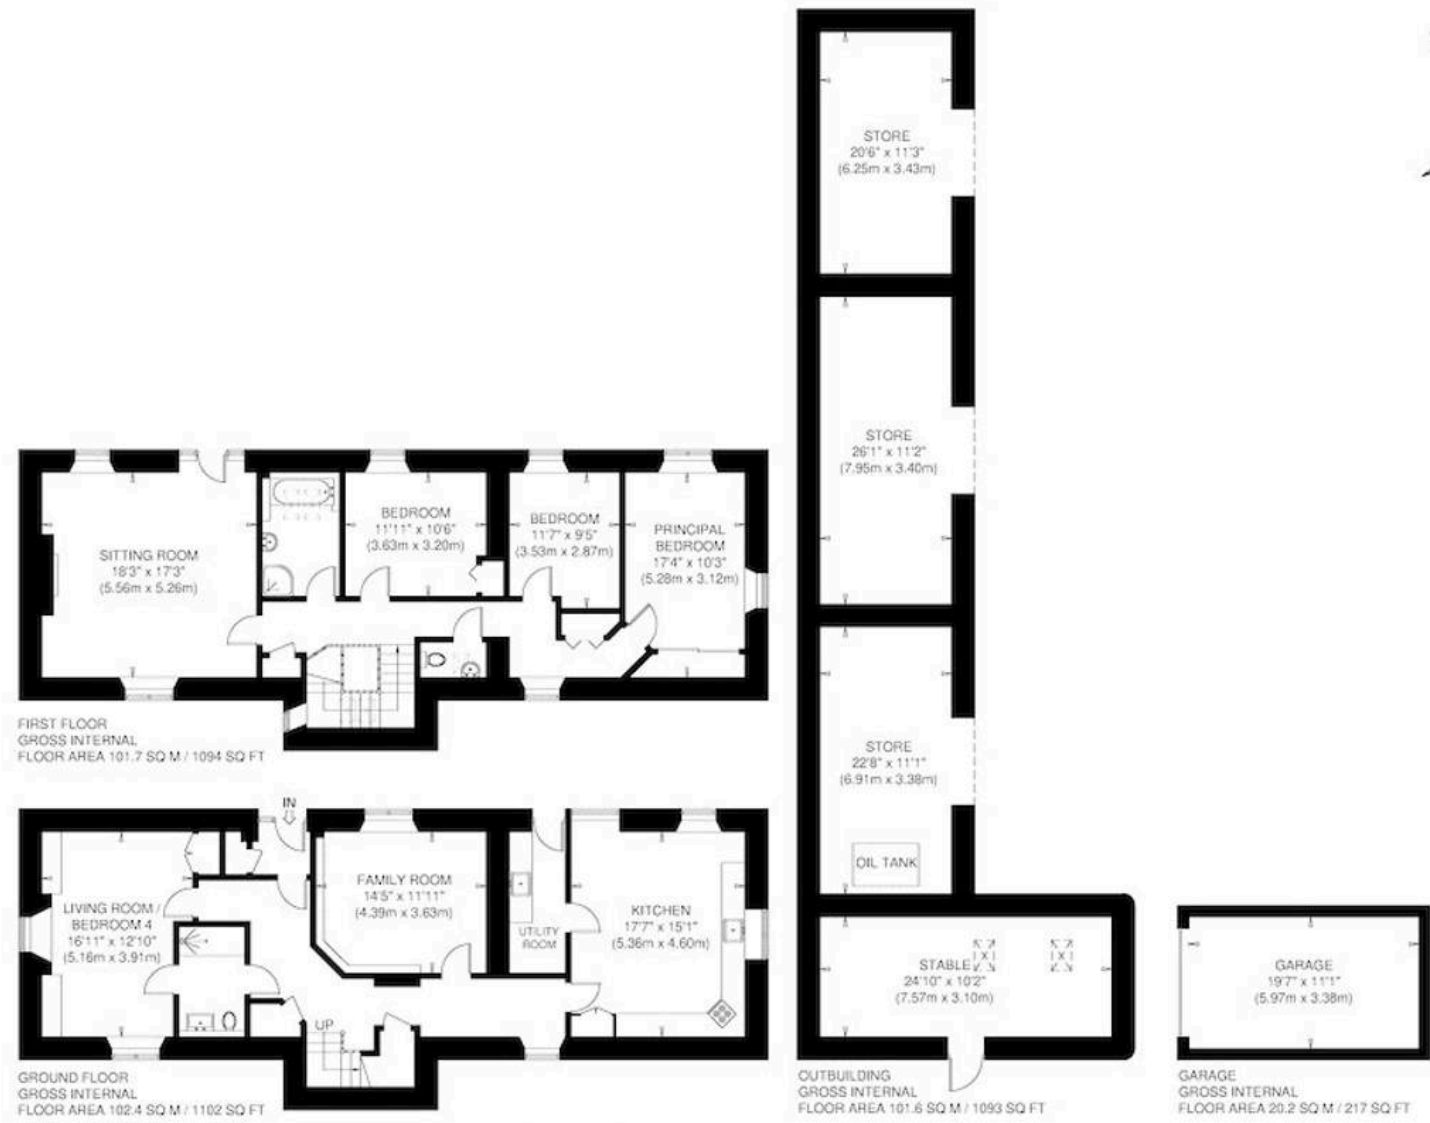 STORE
20'6" x 11'3"
(6.25m x 3.43m)
STORE
26'1" x 11'2"
(7.95m x 3.40m)
STORE
22'8" x 11'1"
(6.91m x 3.38m)
OIL TANK
STABLE
24'10" x 10'2"
(7.57m x 3.10m)
OUTBUILDING
GROSS INTERNAL
FLOOR AREA 101.6 SQ M / 1093 SQ FT
GARAGE
19'7" x 11'1"
(5.97m x 3.38m)
GARAGE
GROSS INTERNAL
FLOOR AREA 20.2 SQ M / 217 SQ FT
SITTING ROOM
18'3" x 17'3"
(5.56m x 5.26m)
BEDROOM
11'11" x 10'6"
(3.63m x 3.20m)
BEDROOM
11'7" x 9'5"
(3.53m x 2.87m)
PRINCIPAL
BEDROOM
17'4" x 10'3"
(5.28m x 3.12m)
FIRST FLOOR
GROSS INTERNAL
FLOOR AREA 101.7 SQ M / 1094 SQ FT
IN
LIVING ROOM /
BEDROOM 4
16'11" x 12'10"
(5.16m x 3.91m)
FAMILY ROOM
14'5" x 11'11"
(4.39m x 3.63m)
UTILITY
ROOM
KITCHEN
17'7" x 15'1"
(5.36m x 4.60m)
UP
GROUND FLOOR
GROSS INTERNAL
FLOOR AREA 102.4 SQ M / 1102 SQ FT